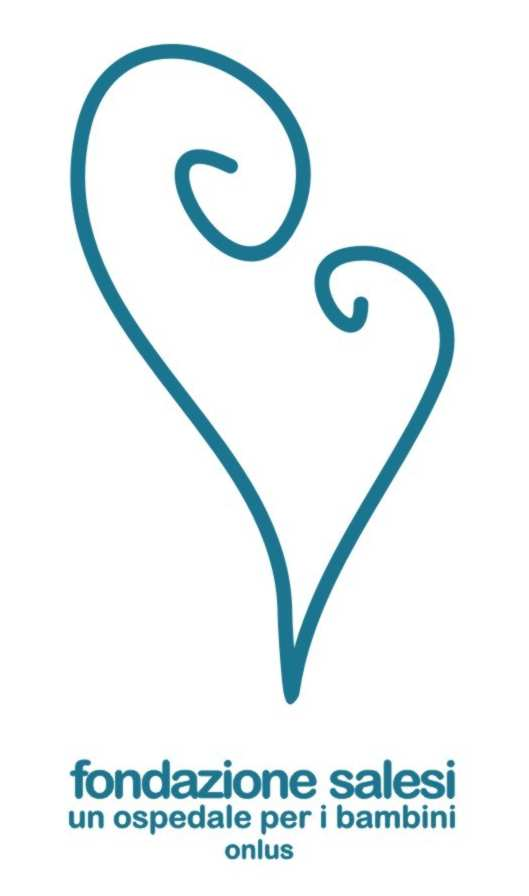 fondazione salesi
un ospedale per i bambini
onlus